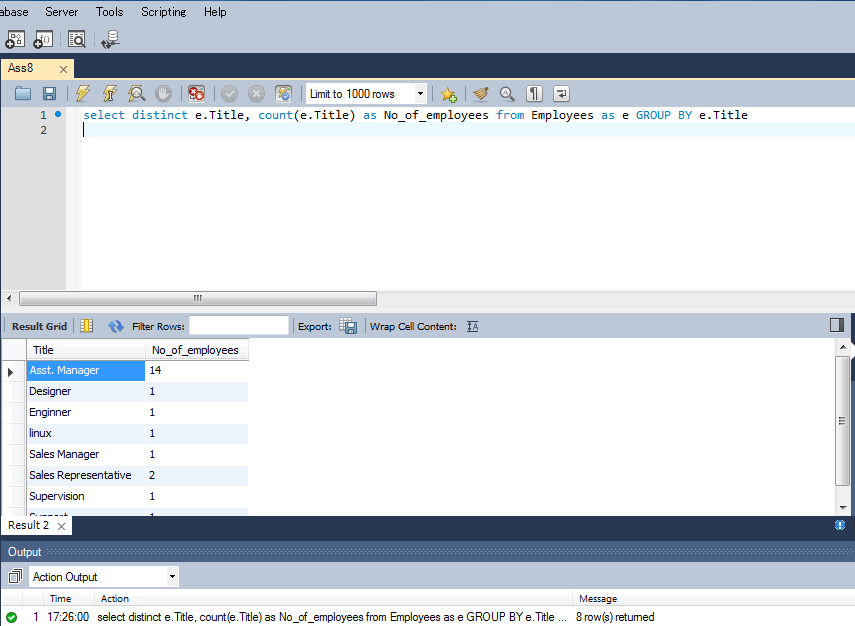 abase Server Tools Scripting Help
Ass8
Limit to 1000 rows
1 select distinct e.Title, count(e.Title) as No_of_employees from Employees as e GROUP BY e.Title
2
Result Grid Filter Rows: Export: Wrap Cell Content:
Title No_of_employees
Asst. Manager 14
Designer 1
Enginner 1
linux 1
Sales Manager 1
Sales Representative 2
Supervision 1
Support 1
Result 2
Output
Action Output
Time Action Message
1 17:26:00 select distinct e.Title, count(e.Title) as No_of_employees from Employees as e GROUP BY e.Title ... 8 row(s) returned